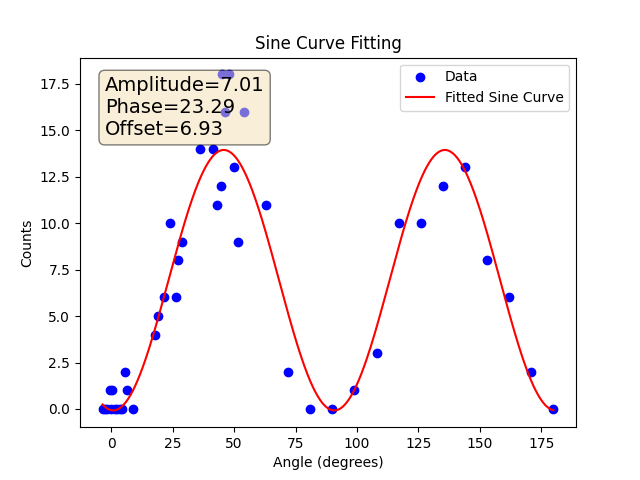 Sine Curve Fitting
Amplitude=7.01
Phase=23.29
Offset=6.93
Data
Fitted Sine Curve
17.5
15.0
12.5
10.0
7.5
5.0
2.5
0.0
Counts
0 25 50 75 100 125 150 175
Angle (degrees)